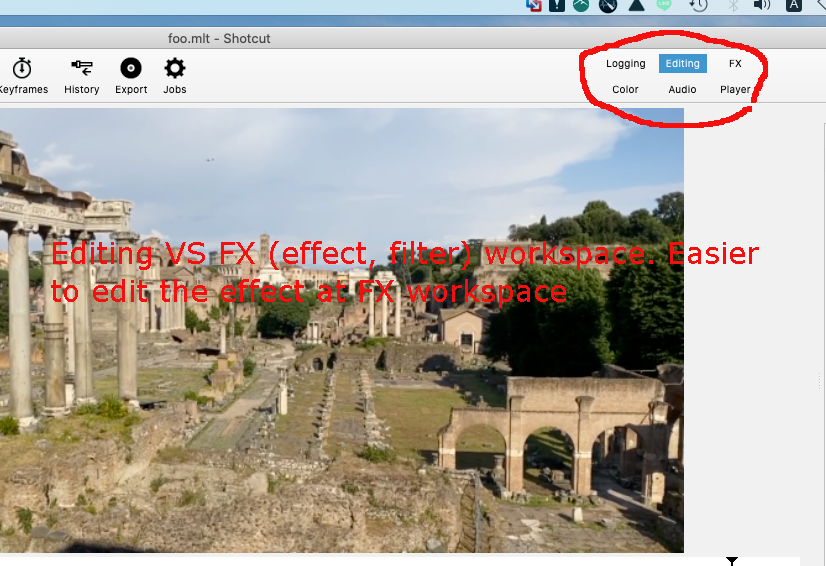 foo.mlt - Shotcut
Keyframes History Export Jobs
Logging Editing FX
Color Audio Player
Editing VS FX (effect, filter) workspace. Easier
to edit the effect at FX workspace